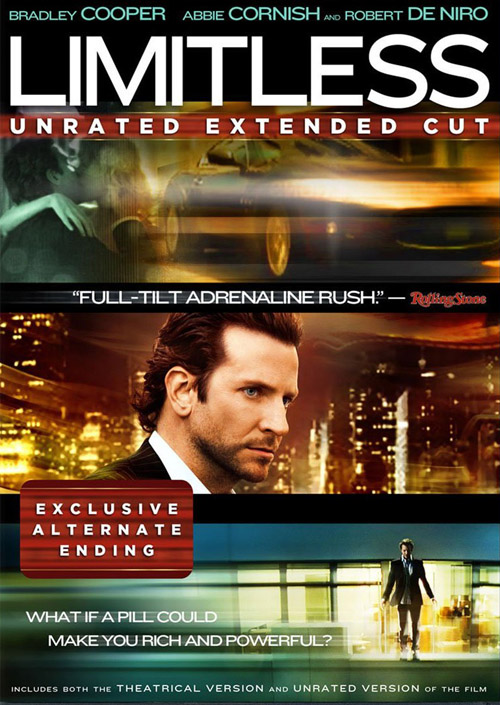 BRADLEY COOPER ABBIE CORNISH AND ROBERT DE NIRO
LIMITLESS
UNRATED EXTENDED CUT
“FULL-TILT ADRENALINE RUSH.” — RollingStone
EXCLUSIVE
ALTERNATE
ENDING
WHAT IF A PILL COULD
MAKE YOU RICH AND POWERFUL?
INCLUDES BOTH THE THEATRICAL VERSION AND UNRATED VERSION OF THE FILM